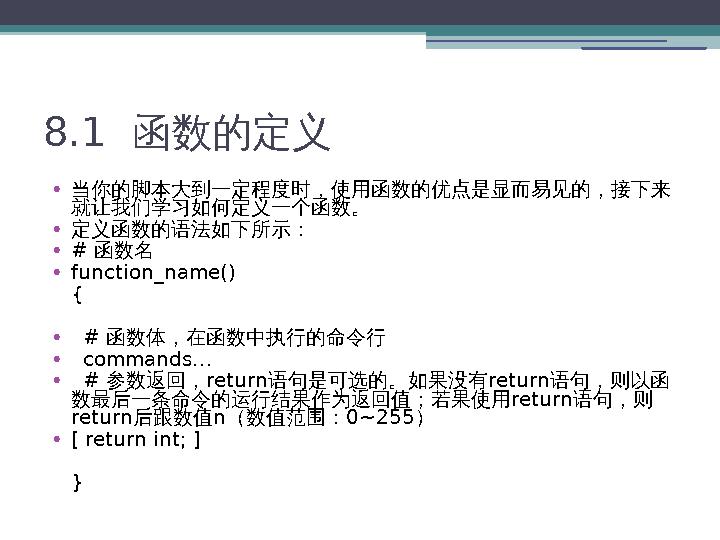 8.1 函数的定义
• 当你的脚本大到一定程度时，使用函数的优点是显而易见的，接下来
就让我们学习如何定义一个函数。
• 定义函数的语法如下所示：
• # 函数名
• function_name()
{
• # 函数体，在函数中执行的命令行
• commands…
• # 参数返回，return语句是可选的。如果没有return语句，则以函
数最后一条命令的运行结果作为返回值；若果使用return语句，则
return后跟数值n（数值范围：0~255）
• [ return int; ]
}